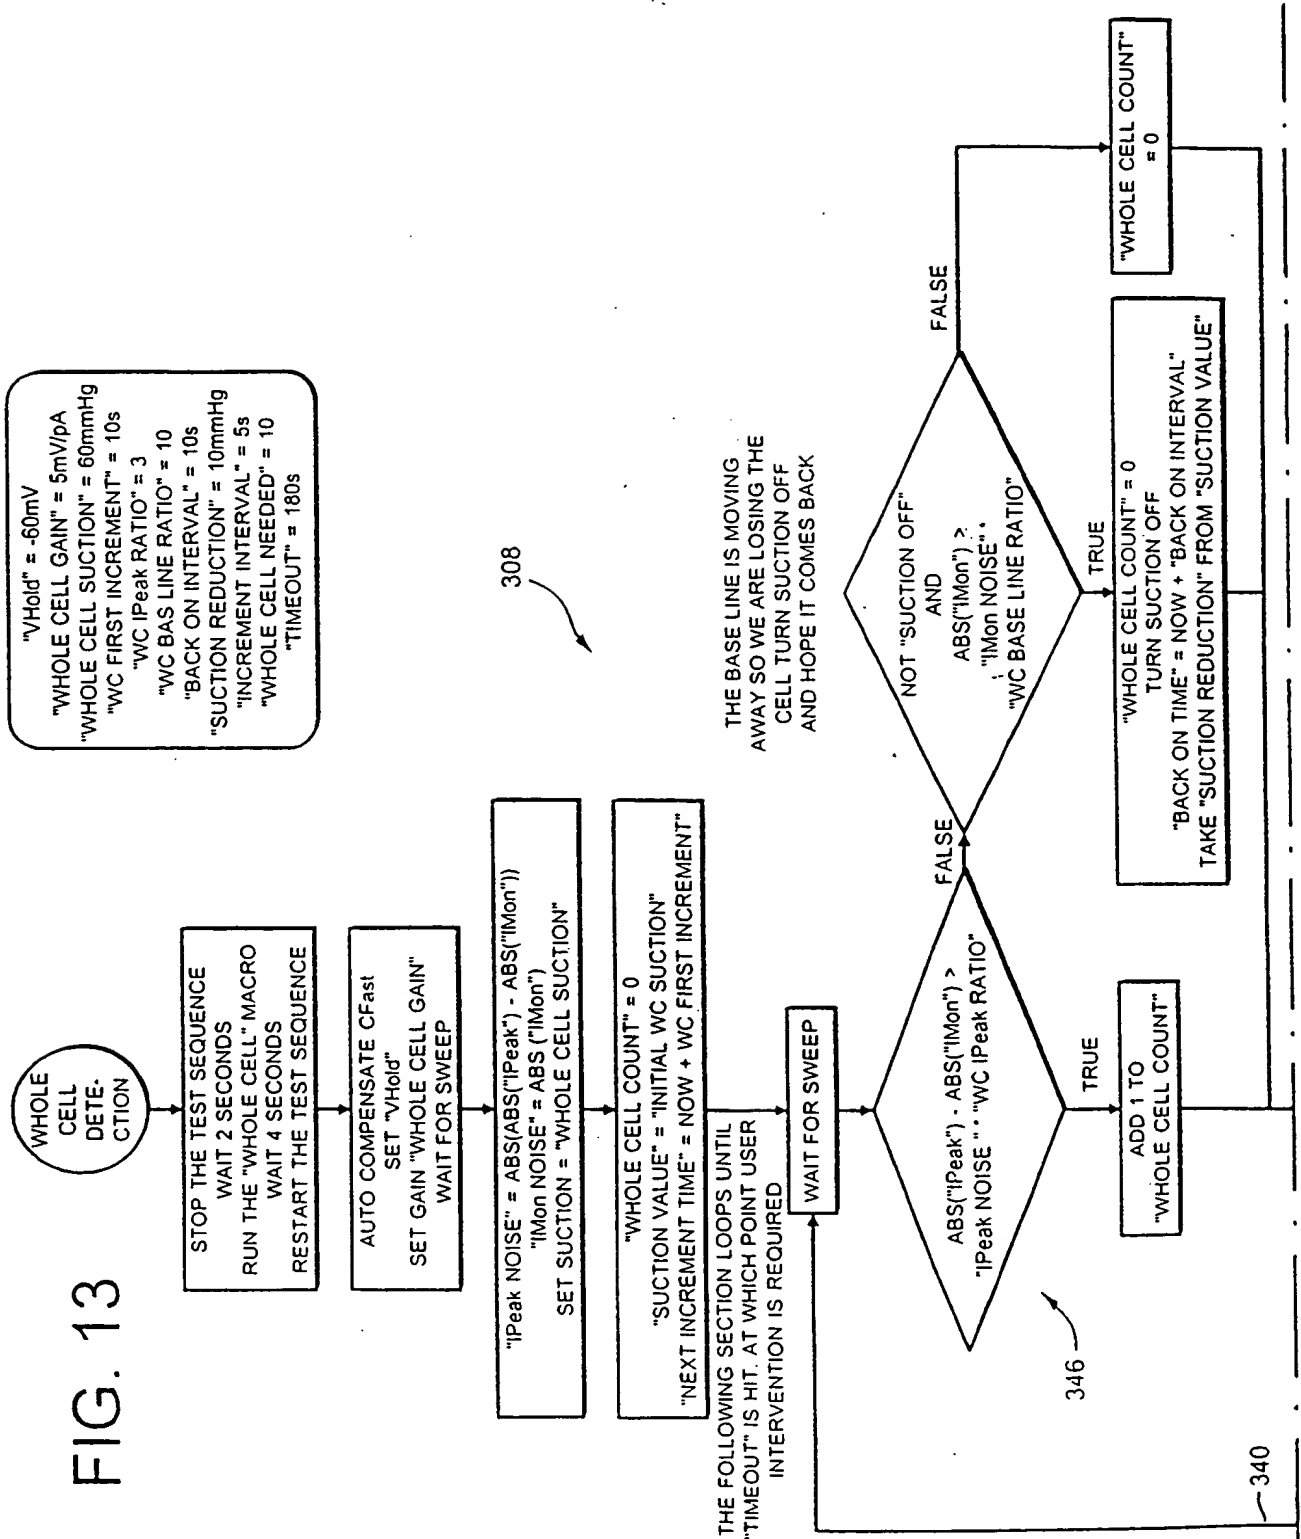 FIG. 13
WHOLE
CELL
DETE-
CTION
"VHold" = -60mV
"WHOLE CELL GAIN" = 5mV/pA
"WHOLE CELL SUCTION" = 60mmHg
"WC FIRST INCREMENT" = 10s
"WC IPeak RATIO" = 3
"WC BAS LINE RATIO" = 10
"BACK ON INTERVAL" = 10s
"SUCTION REDUCTION" = 10mmHg
"INCREMENT INTERVAL" = 5s
"WHOLE CELL NEEDED" = 10
"TIMEOUT" = 180s
STOP THE TEST SEQUENCE
WAIT 2 SECONDS
RUN THE "WHOLE CELL" MACRO
WAIT 4 SECONDS
RESTART THE TEST SEQUENCE
AUTO COMPENSATE CFast
SET "VHold"
SET GAIN "WHOLE CELL GAIN"
WAIT FOR SWEEP
"IPeak NOISE" = ABS(ABS("IPeak") - ABS("IMon"))
"IMon NOISE" = ABS ("IMon")
SET SUCTION = "WHOLE CELL SUCTION"
308
"WHOLE CELL COUNT" = 0
"SUCTION VALUE" = "INITIAL WC SUCTION"
"NEXT INCREMENT TIME" = NOW + WC FIRST INCREMENT"
THE FOLLOWING SECTION LOOPS UNTIL
"TIMEOUT" IS HIT. AT WHICH POINT USER
INTERVENTION IS REQUIRED
WAIT FOR SWEEP
THE BASE LINE IS MOVING
AWAY SO WE ARE LOSING THE
CELL TURN SUCTION OFF
AND HOPE IT COMES BACK
ABS("IPeak") - ABS("IMon") >
"IPeak NOISE" • "WC IPeak RATIO"
346
FALSE
NOT "SUCTION OFF"
AND
ABS("IMon") >
"IMon NOISE" •
"WC BASE LINE RATIO"
FALSE
TRUE
TRUE
ADD 1 TO
"WHOLE CELL COUNT"
"WHOLE CELL COUNT" = 0
TURN SUCTION OFF
"BACK ON TIME" = NOW + "BACK ON INTERVAL"
TAKE "SUCTION REDUCTION" FROM "SUCTION VALUE"
"WHOLE CELL COUNT"
= 0
340